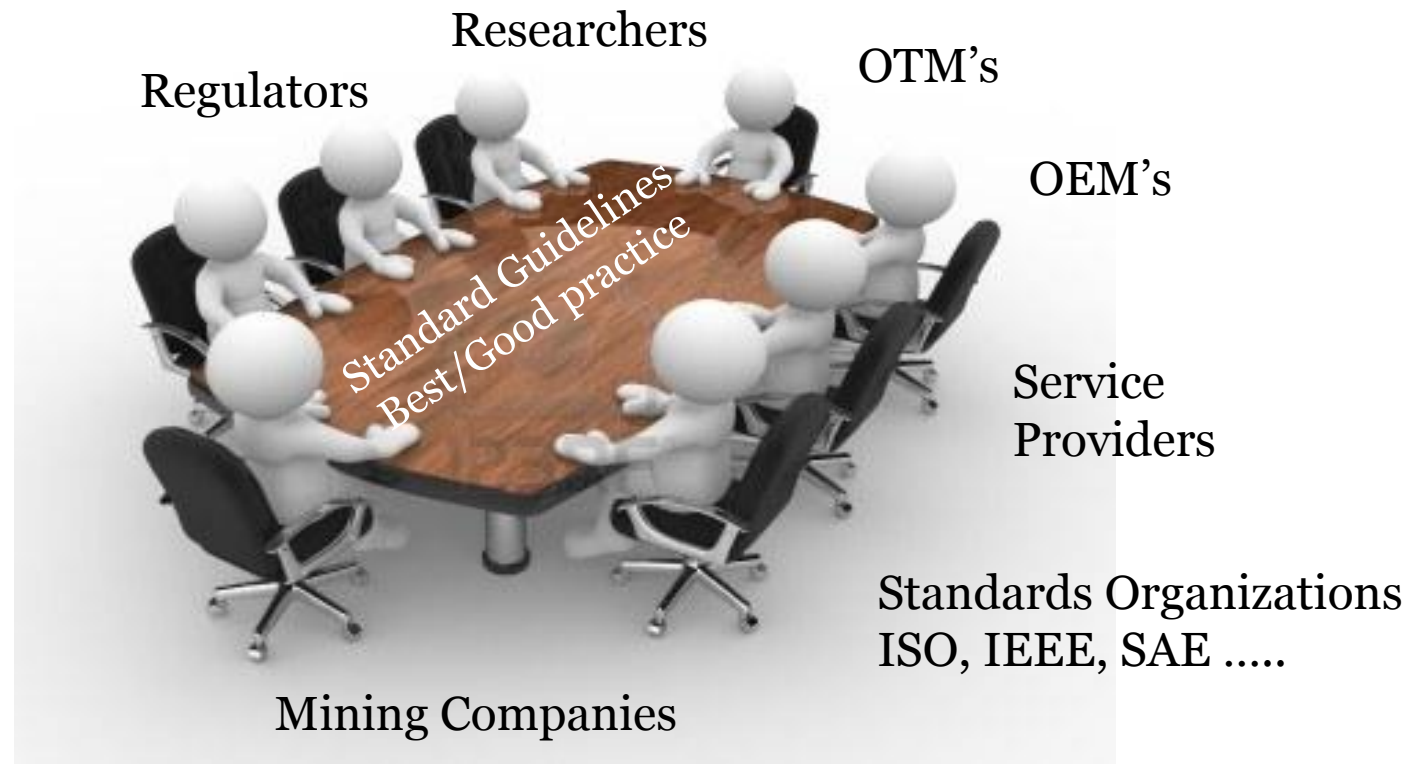 Researchers
OTM’s
Regulators
OEM’s
Standard Guidelines
Best/Good practice
Service
Providers
Standards Organizations
ISO, IEEE, SAE …..
Mining Companies